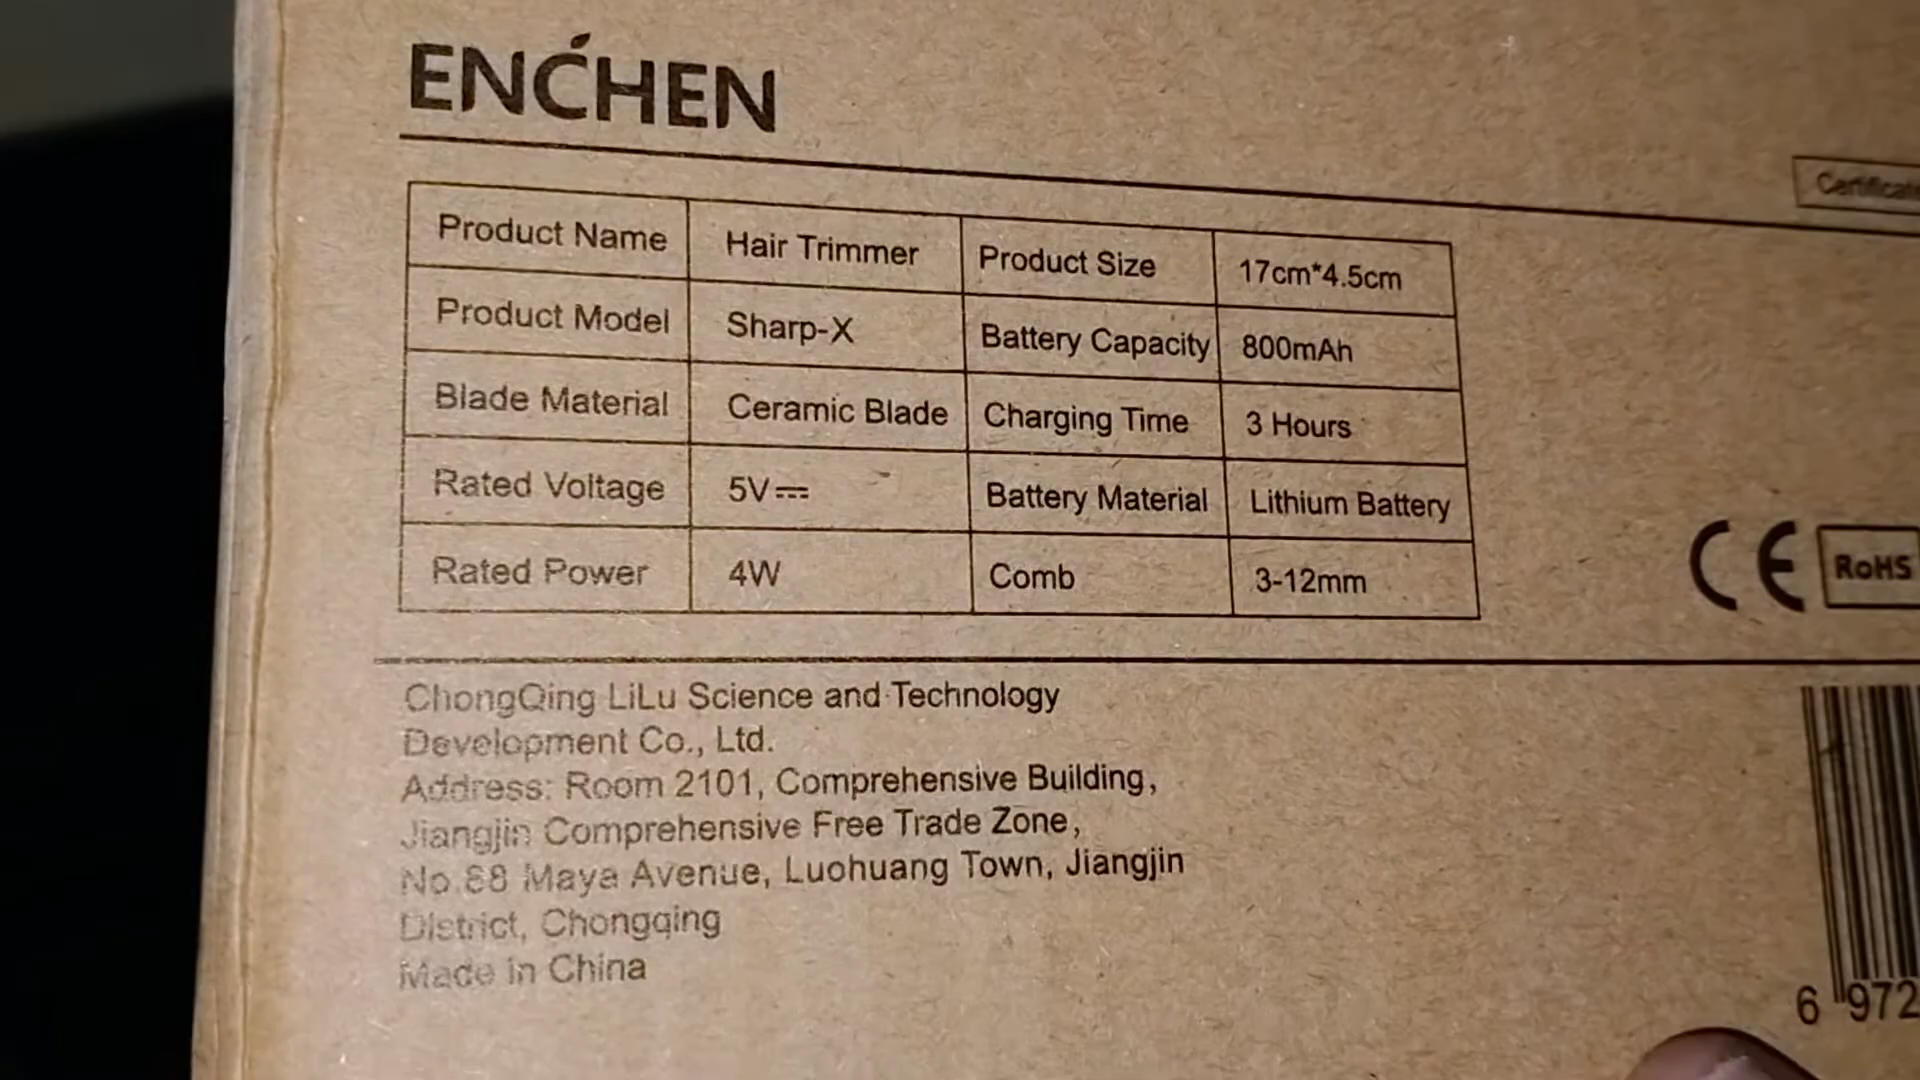 ENCHEN
Certificate
Product Name Hair Trimmer Product Size 17cm*4.5cm
Product Model Sharp-X Battery Capacity 800mAh
Blade Material Ceramic Blade Charging Time 3 Hours
Rated Voltage 5V⎓ Battery Material Lithium Battery
Rated Power 4W Comb 3-12mm
CE RoHS
ChongQing LiLu Science and Technology
Development Co., Ltd.
Address: Room 2101, Comprehensive Building,
Jiangjin Comprehensive Free Trade Zone,
No.88 Maya Avenue, Luohuang Town, Jiangjin
District, Chongqing
Made in China
6 972